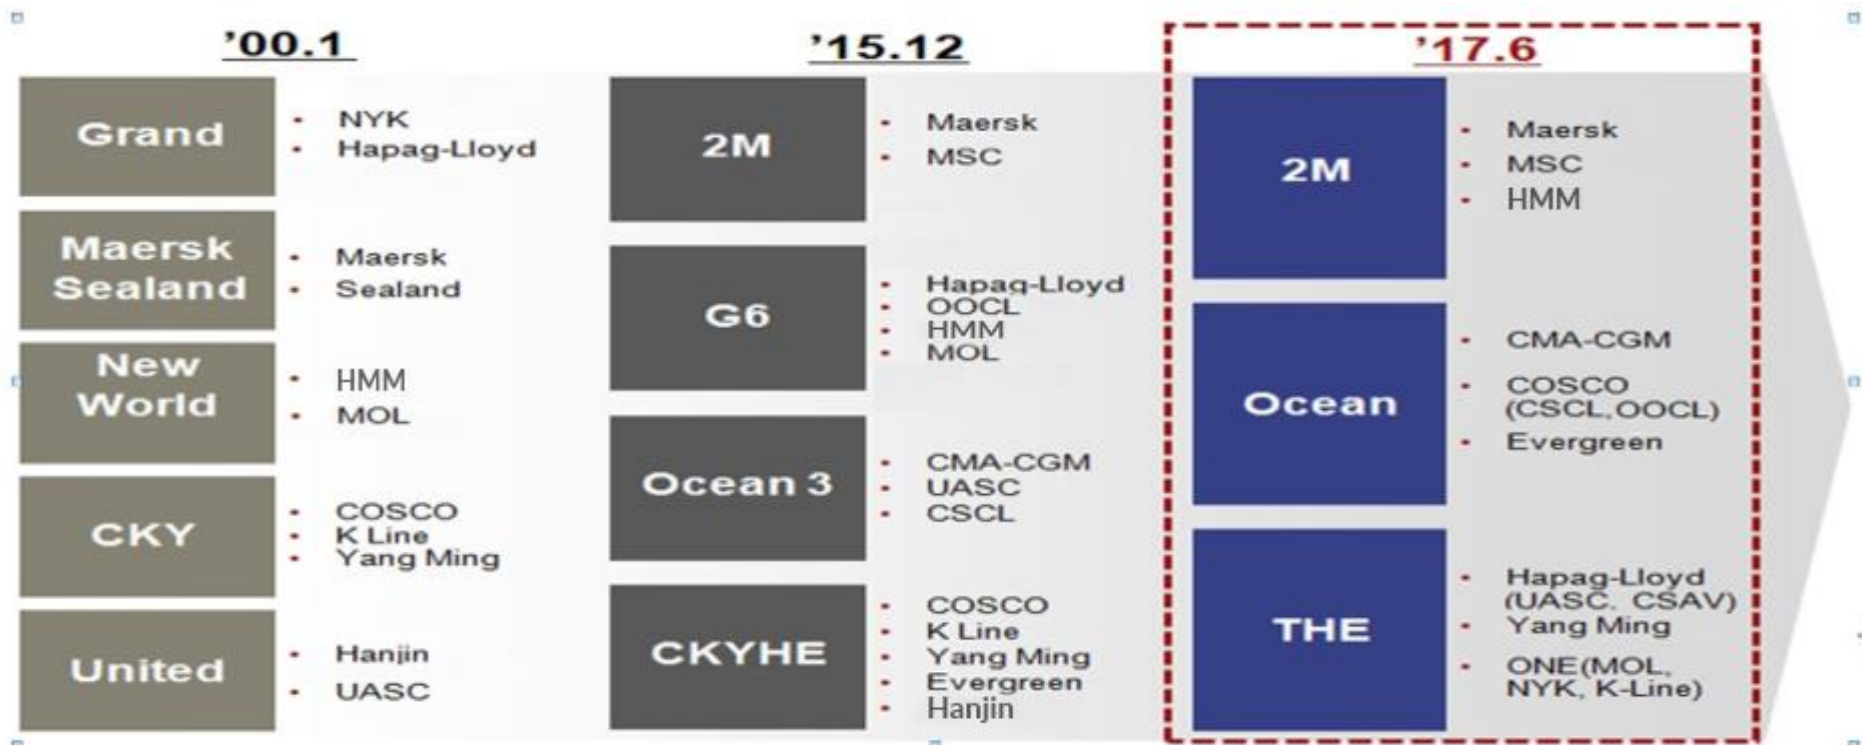 ’00.1
Grand
• NYK
• Hapag-Lloyd
Maersk
Sealand
• Maersk
• Sealand
New
World
• HMM
• MOL
CKY
• COSCO
• K Line
• Yang Ming
United
• Hanjin
• UASC
’15.12
2M
• Maersk
• MSC
G6
• Hapaq-Lloyd
• OOCL
• HMM
• MOL
Ocean 3
• CMA-CGM
• UASC
• CSCL
CKYHE
• COSCO
• K Line
• Yang Ming
• Evergreen
• Hanjin
’17.6
2M
• Maersk
• MSC
• HMM
Ocean
• CMA-CGM
• COSCO
(CSCL,OOCL)
• Evergreen
THE
• Hapag-Lloyd
(UASC, CSAV)
• Yang Ming
• ONE(MOL,
NYK, K-Line)